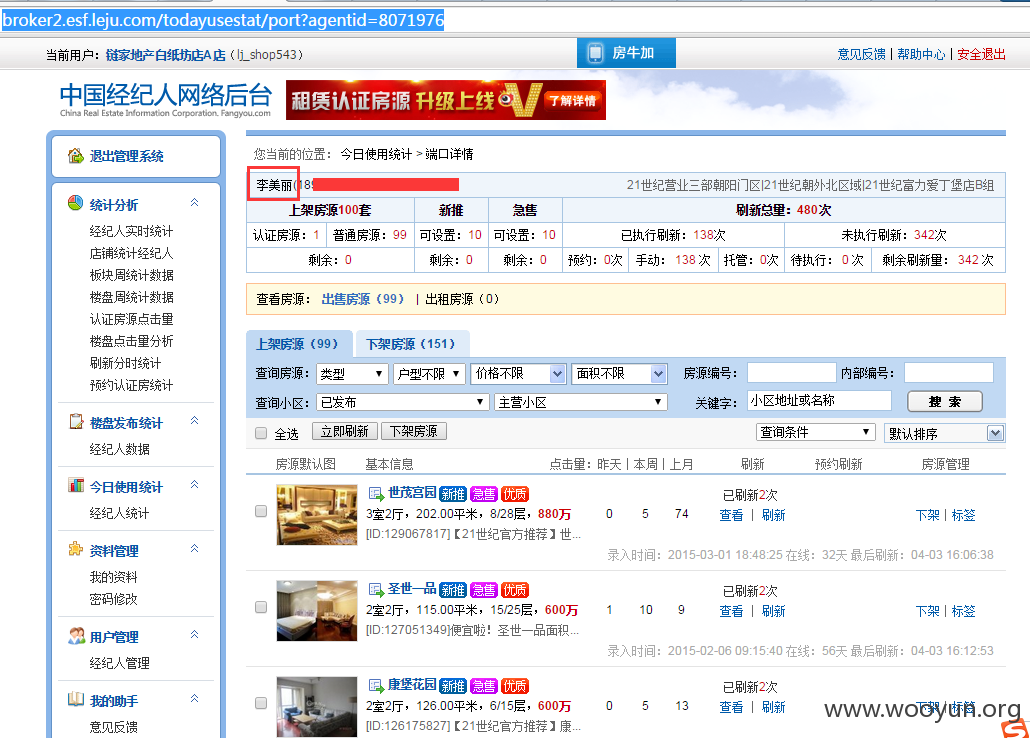 broker2.esf.leju.com/todayusestat/port?agentid=8071976
当前用户：链家地产白纸坊店A店（lj_shop543） 房牛加 意见反馈 | 帮助中心 | 安全退出
中国经纪人网络后台
China Real Estate Information Corporation. Fangyou.com
租赁认证房源 升级上线 了解详情
退出管理系统
统计分析
经纪人实时统计
店铺统计经纪人
板块周统计数据
楼盘周统计数据
认证房源点击量
楼盘点击量分析
刷新分时统计
预约认证房统计
楼盘发布统计
经纪人数据
今日使用统计
经纪人统计
资料管理
我的资料
密码修改
用户管理
经纪人管理
我的助手
意见反馈
您当前的位置： 今日使用统计 > 端口详情
李美丽(189 21世纪营业三部朝阳门区|21世纪朝外北区域|21世纪富力爱丁堡店B组
上架房源100套 新推 急售 刷新总量：480次
认证房源：1 普通房源：99 可设置：10 可设置：10 已执行刷新：138次 未执行刷新：342次
剩余：0 剩余：0 剩余：0 预约：0次 手动：138 次 托管：0次 待执行：0 次 剩余刷新量：342 次
查看房源： 出售房源（99） | 出租房源（0）
上架房源（99） 下架房源（151）
查询房源： 类型 户型不限 价格不限 面积不限 房源编号： 内部编号：
查询小区： 已发布 主营小区 关键字： 小区地址或名称 搜 索
全选 立即刷新 下架房源 查询条件 默认排序
房源默认图 基本信息 点击量：昨天 | 本周 | 上月 刷新 预约刷新 房源管理
世茂宫园 新推 急售 优质 已刷新2次
3室2厅，202.00平米，8/28层，880万 0 5 74 查看 | 刷新 下架 | 标签
[ID:129067817]【21世纪官方推荐】世...
录入时间：2015-03-01 18:48:25 在线：32天 最后刷新：04-03 16:06:38
圣世一品 新推 急售 优质 已刷新2次
2室2厅，115.00平米，15/25层，600万 1 10 9 查看 | 刷新 下架 | 标签
[ID:127051349]便宜啦！圣世一品面积...
录入时间：2015-02-06 09:15:40 在线：56天 最后刷新：04-03 16:12:53
康堡花园 新推 急售 优质 已刷新2次
2室2厅，126.00平米，6/15层，600万 0 5 13 查看 | 刷新 下架 | 标签
[ID:126175827]【21世纪官方推荐】康...
www.wooyun.org